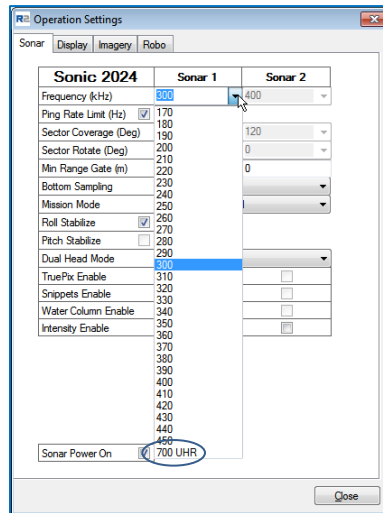 R2 Operation Settings
Sonar Display Imagery Robo
Sonic 2024 Sonar 1 Sonar 2
Frequency (kHz) 300 400
Ping Rate Limit (Hz) 170
180
Sector Coverage (Deg) 190 120
Sector Rotate (Deg) 200 0
210
Min Range Gate (m) 220 0
230
Bottom Sampling 240
Mission Mode 250
Roll Stabilize 260
270
Pitch Stabilize 280
290
Dual Head Mode 300
TruePix Enable 310
Snippets Enable 320
330
Water Column Enable 340
Intensity Enable 350
360
370
380
390
400
410
420
430
440
450
Sonar Power On 700 UHR
Close